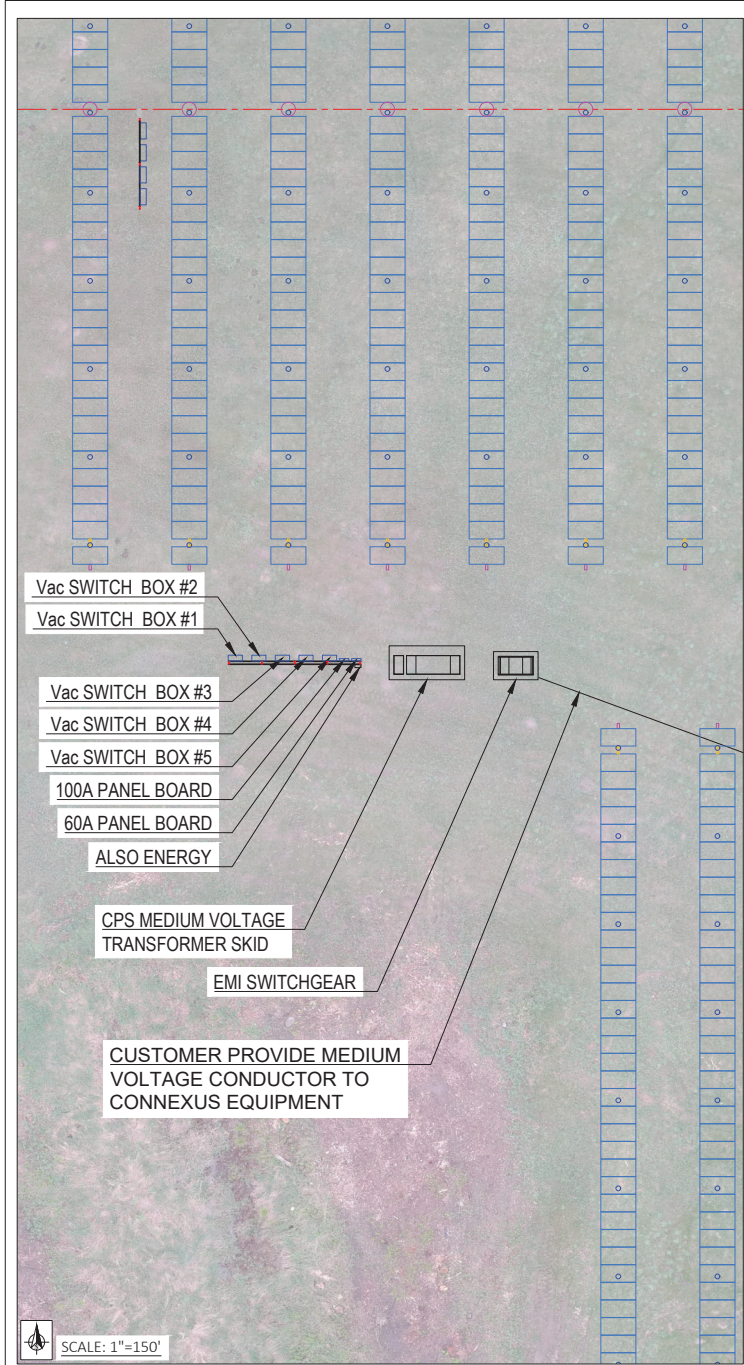 Vac SWITCH BOX #2
Vac SWITCH BOX #1
Vac SWITCH BOX #3
Vac SWITCH BOX #4
Vac SWITCH BOX #5
100A PANEL BOARD
60A PANEL BOARD
ALSO ENERGY
CPS MEDIUM VOLTAGE
TRANSFORMER SKID
EMI SWITCHGEAR
CUSTOMER PROVIDE MEDIUM
VOLTAGE CONDUCTOR TO
CONNEXUS EQUIPMENT
SCALE: 1"=150'